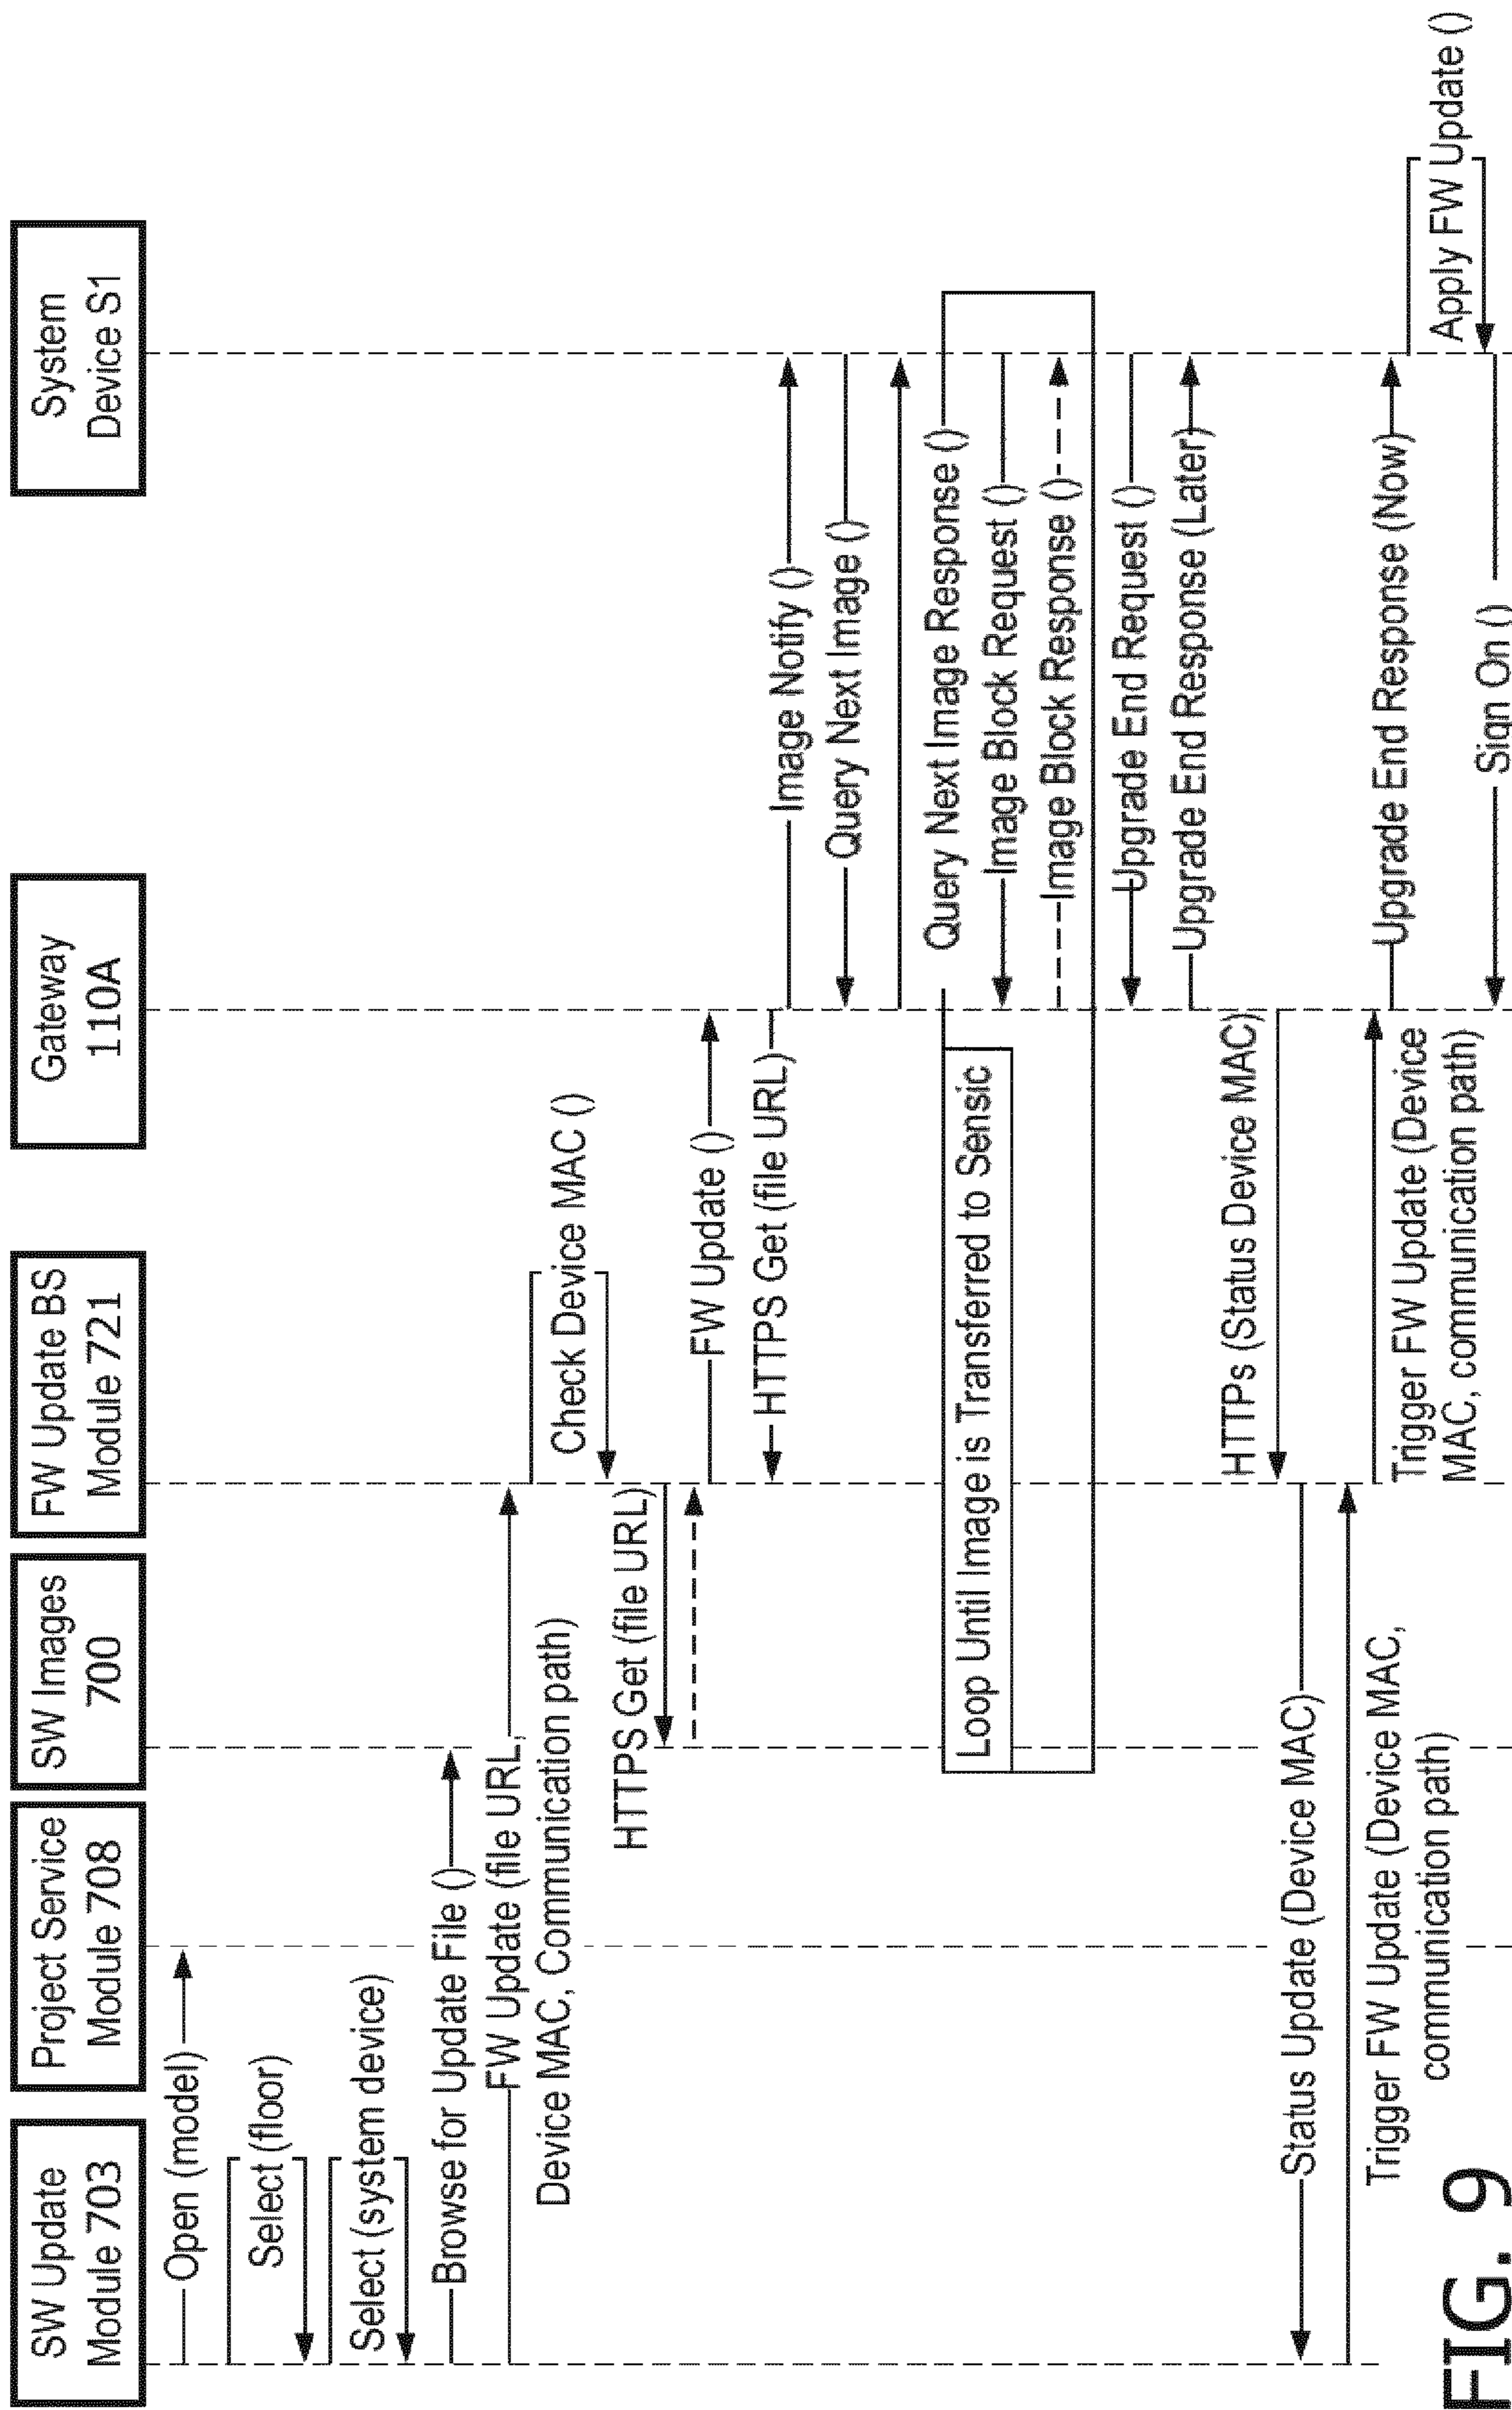 SW Update
Module 703
Project Service
Module 708
SW Images
700
FW Update BS
Module 721
Gateway
110A
System
Device S1
Open (model)
Select (floor)
Select (system device)
Browse for Update File ()
FW Update (file URL,
Device MAC, Communication path)
Check Device MAC ()
HTTPS Get (file URL)
FW Update ()
HTTPS Get (file URL)
Image Notify ()
Query Next Image ()
Query Next Image Response ()
Loop Until Image is Transferred to Sensic
Image Block Request ()
Image Block Response ()
Upgrade End Request ()
Upgrade End Response (Later)
HTTPs (Status Device MAC)
Status Update (Device MAC)
Trigger FW Update (Device MAC,
communication path)
Trigger FW Update (Device
MAC, communication path)
Upgrade End Response (Now)
Apply FW Update ()
Sign On ()
FIG. 9